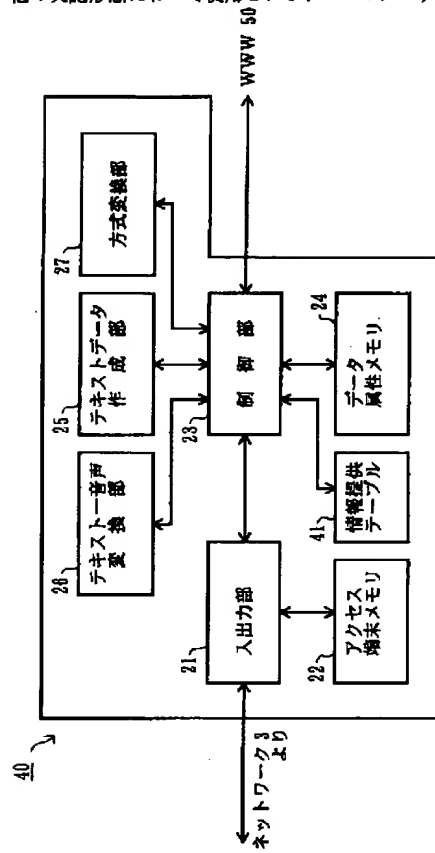 40
26
テキスト－音声
変換部
25
テキストデータ
作成部
27
方式変換部
ネットワーク3
より
21
入出力部
23
制御部
WWW 50
22
アクセス
端末メモリ
41
情報提供
テーブル
24
データ
属性メモリ